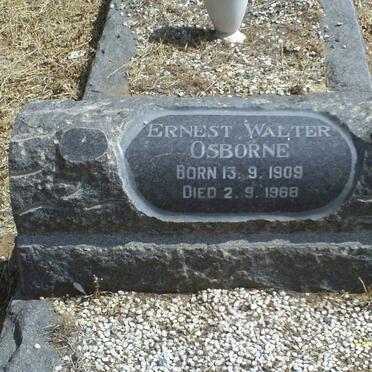 ERNEST WALTER
OSBORNE
BORN 13. 9. 1909
DIED 2. 9. 1968